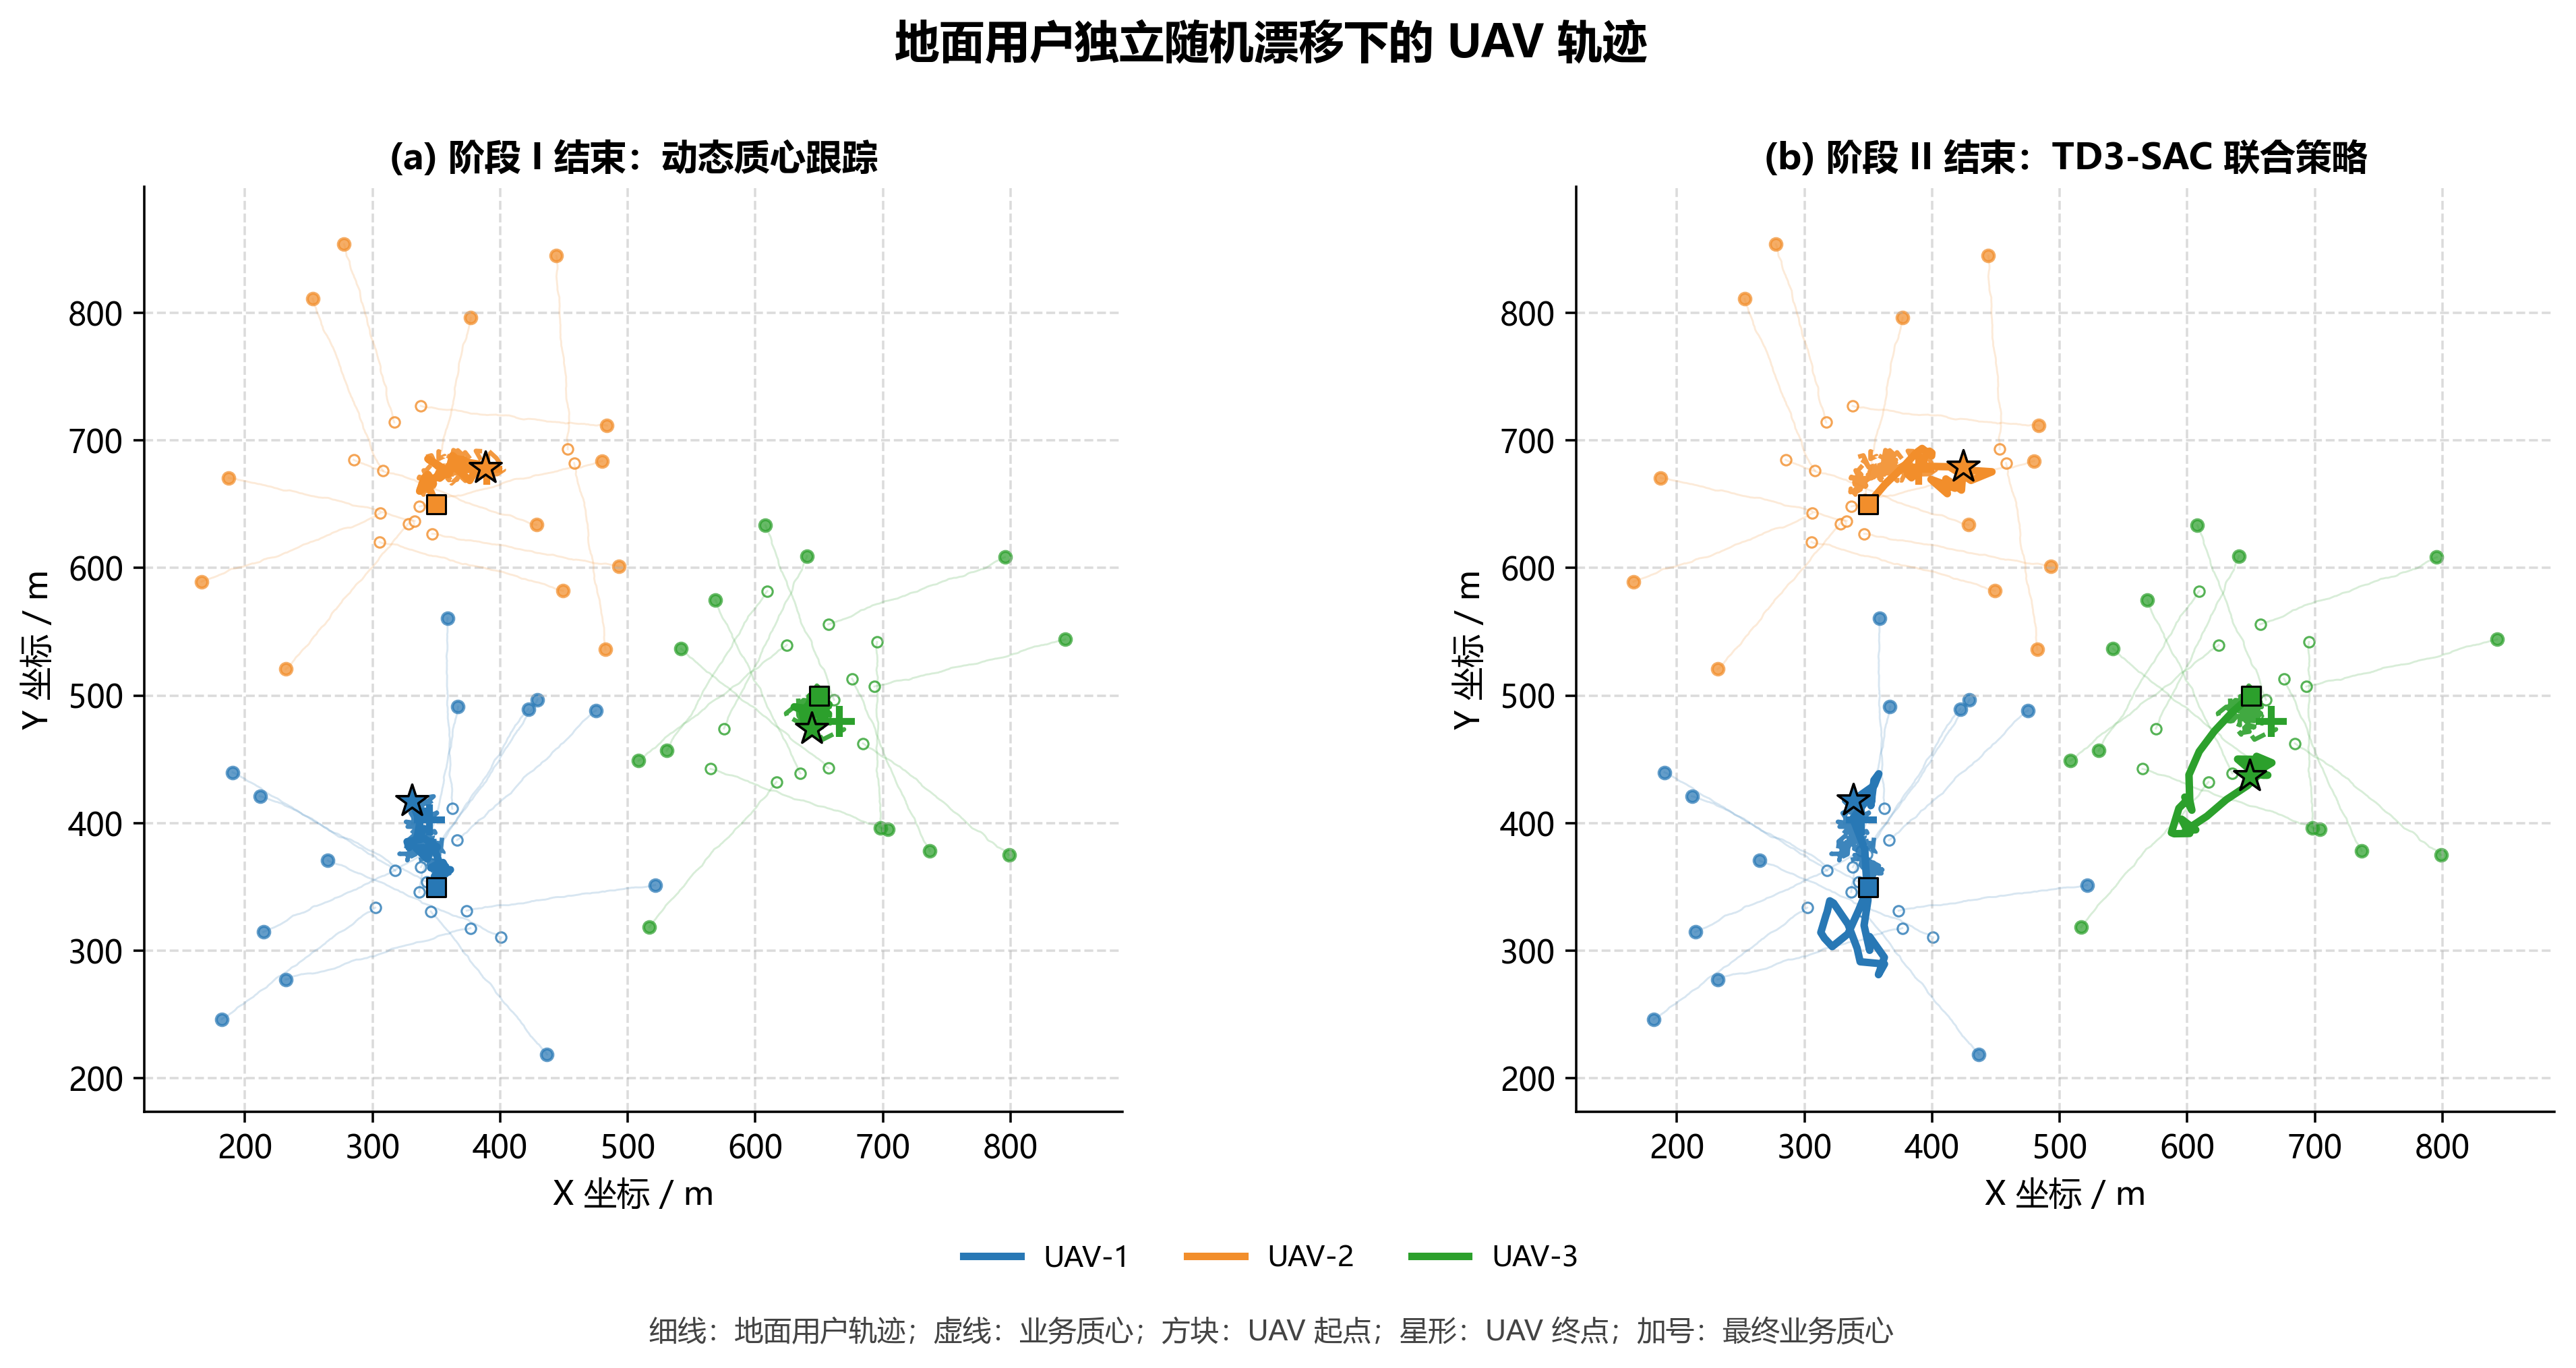 地面用户独立随机漂移下的 UAV 轨迹
(a) 阶段 I 结束：动态质心跟踪
800
700
600
500
400
300
200
Y 坐标 / m
200 300 400 500 600 700 800
X 坐标 / m
(b) 阶段 II 结束：TD3-SAC 联合策略
800
700
600
500
400
300
200
Y 坐标 / m
200 300 400 500 600 700 800
X 坐标 / m
UAV-1 UAV-2 UAV-3
细线：地面用户轨迹；虚线：业务质心；方块：UAV 起点；星形：UAV 终点；加号：最终业务质心